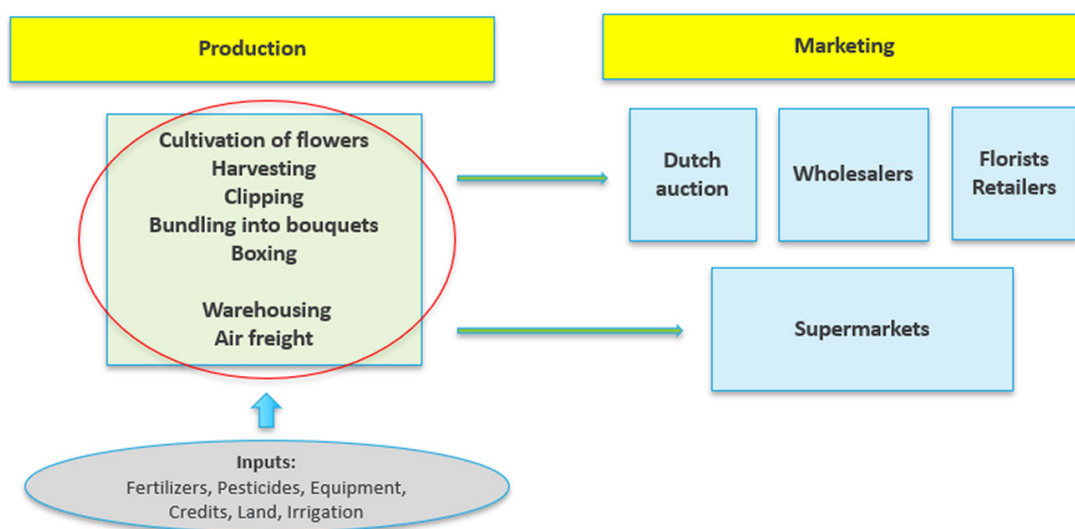 Production
Marketing
Cultivation of flowers
Harvesting
Clipping
Bundling into bouquets
Boxing
Warehousing
Air freight
Dutch
auction
Wholesalers
Florists
Retailers
Supermarkets
Inputs:
Fertilizers, Pesticides, Equipment,
Credits, Land, Irrigation